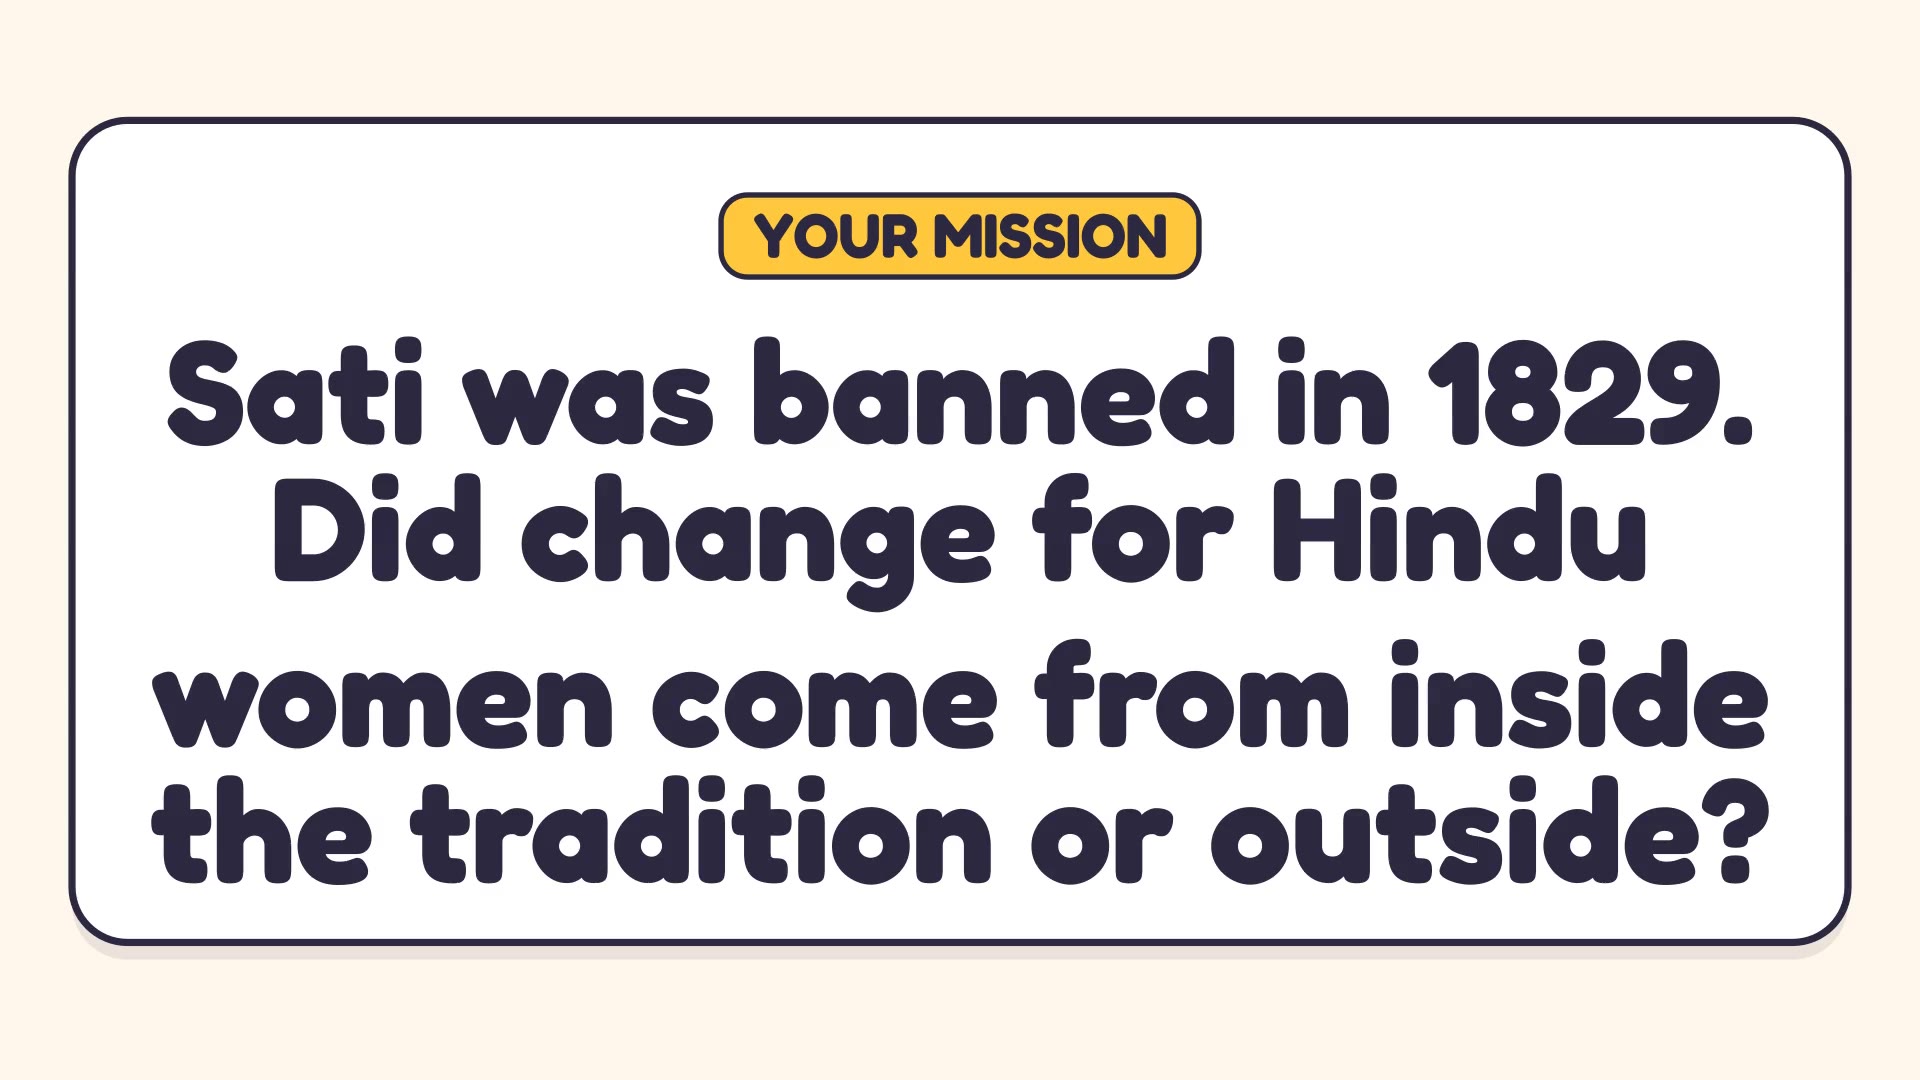 YOUR MISSION
Sati was banned in 1829.
Did change for Hindu
women come from inside
the tradition or outside?